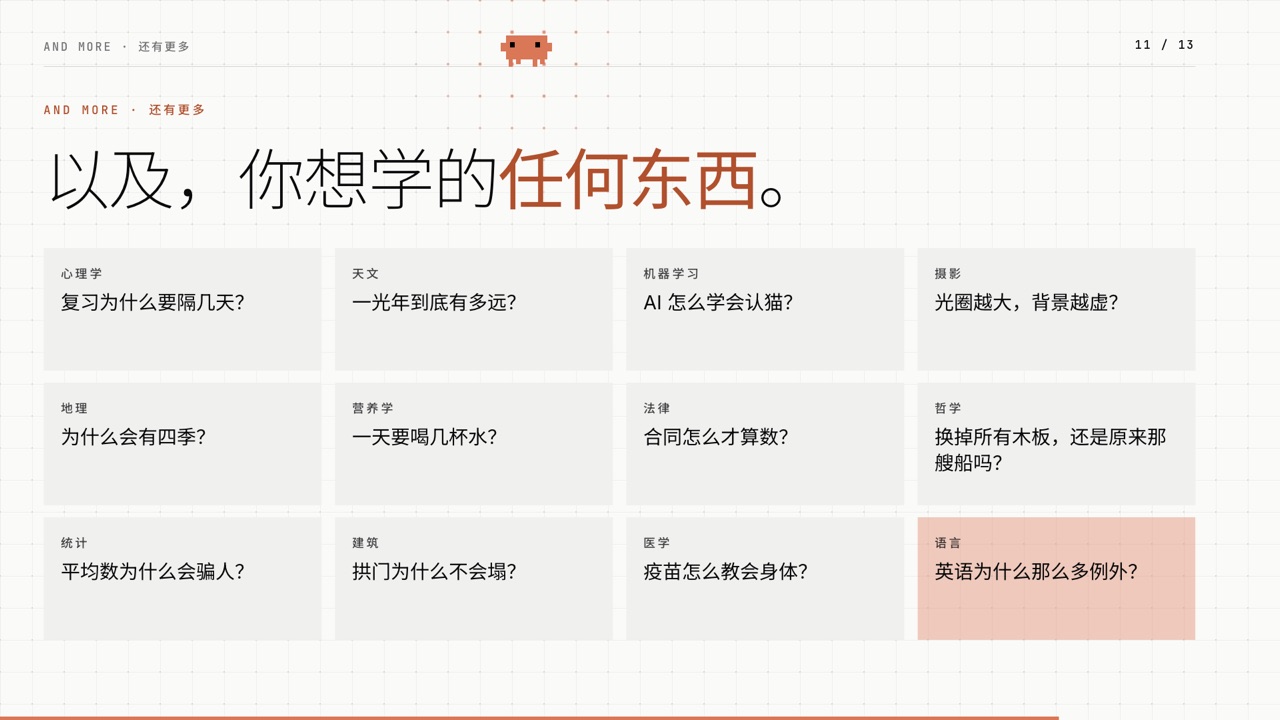 AND MORE · 还有更多
11 / 13
AND MORE · 还有更多
以及，你想学的任何东西。
心理学
复习为什么要隔几天？
天文
一光年到底有多远？
机器学习
AI 怎么学会认猫？
摄影
光圈越大，背景越虚？
地理
为什么会有四季？
营养学
一天要喝几杯水？
法律
合同怎么才算数？
哲学
换掉所有木板，还是原来那
艘船吗？
统计
平均数为什么会骗人？
建筑
拱门为什么不会塌？
医学
疫苗怎么教会身体？
语言
英语为什么那么多例外？